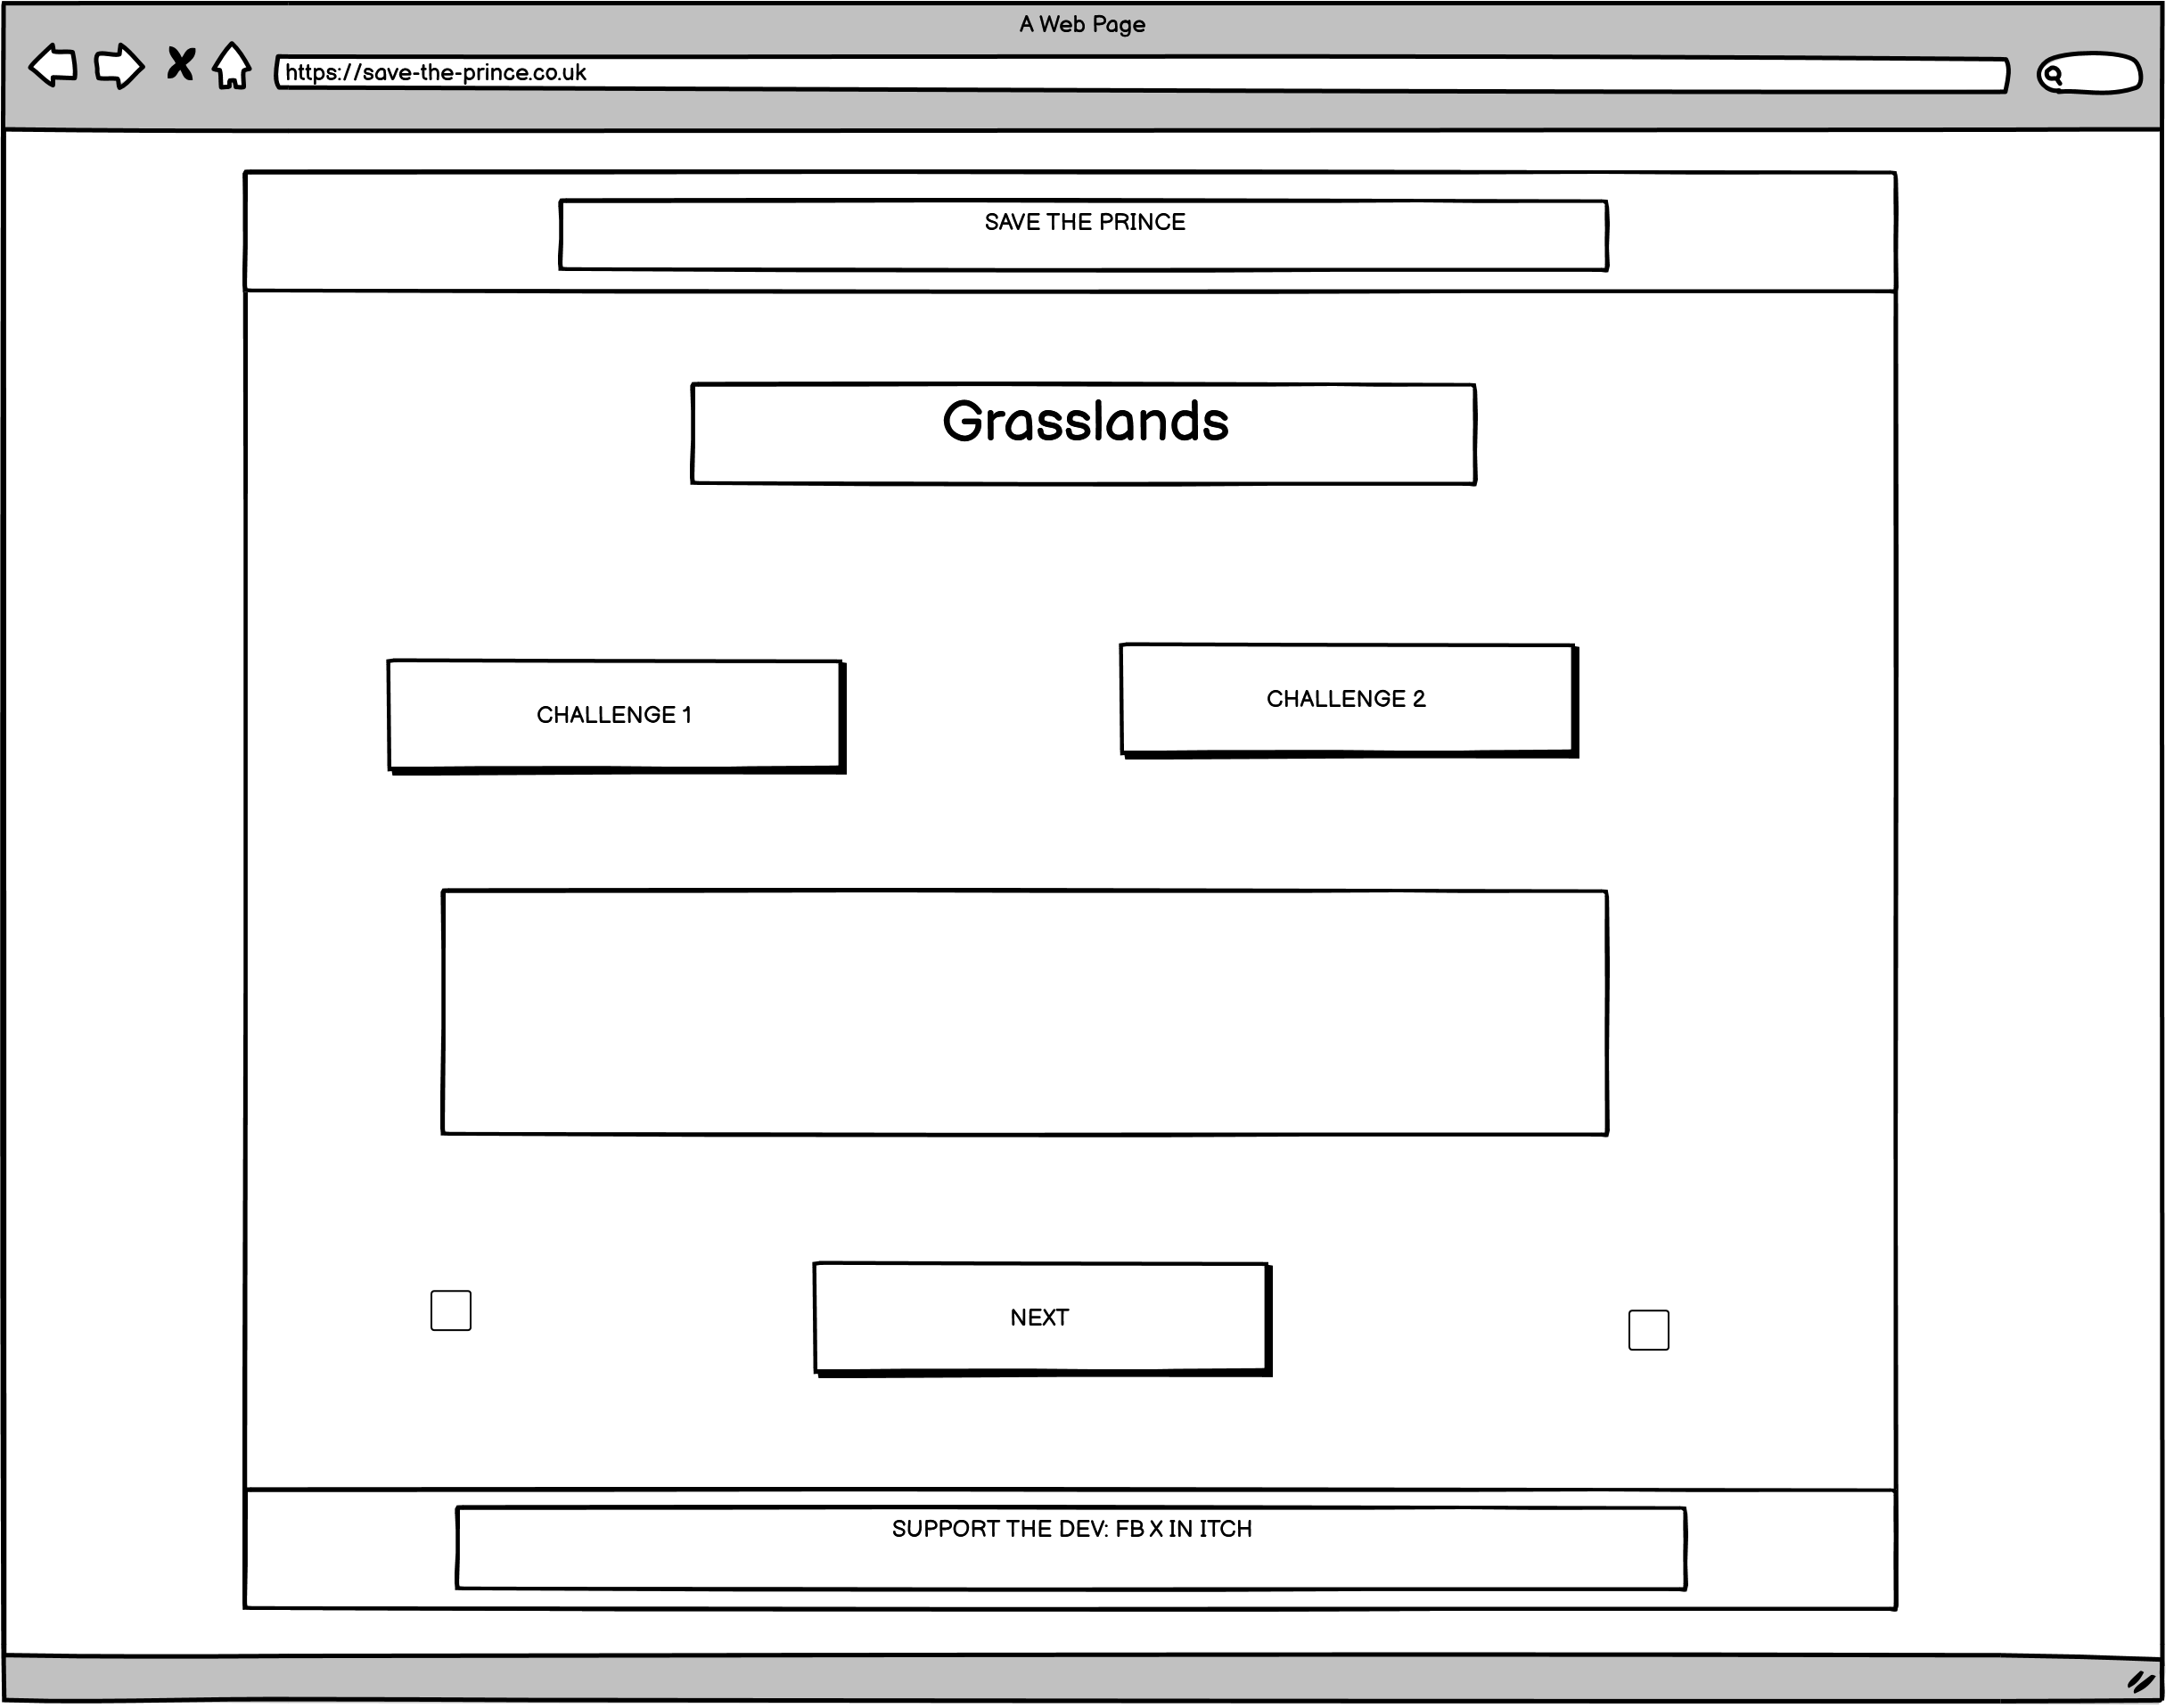 A Web Page
https://save-the-prince.co.uk
SAVE THE PRINCE
Grasslands
CHALLENGE 1
CHALLENGE 2
NEXT
SUPPORT THE DEV: FB X IN ITCH